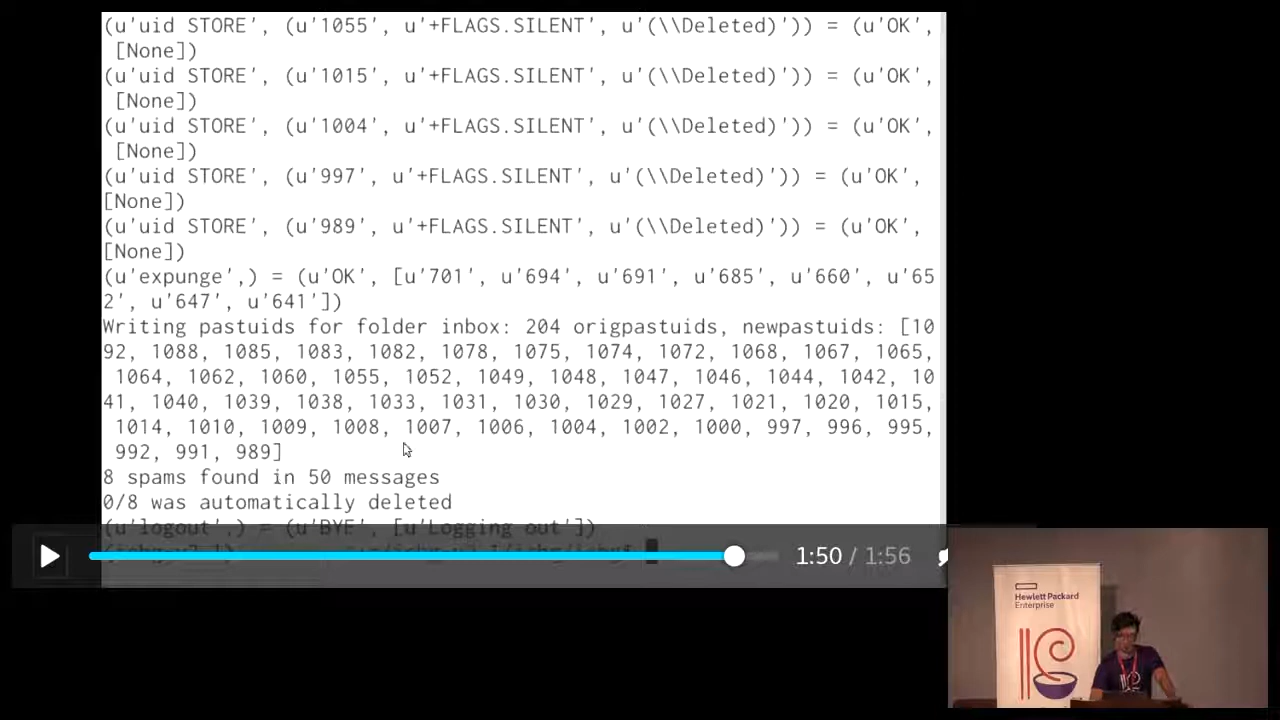 (u'uid STORE', (u'1055', u'+FLAGS.SILENT', u'(\\Deleted)')) = (u'OK',
[None])
(u'uid STORE', (u'1015', u'+FLAGS.SILENT', u'(\\Deleted)')) = (u'OK',
[None])
(u'uid STORE', (u'1004', u'+FLAGS.SILENT', u'(\\Deleted)')) = (u'OK',
[None])
(u'uid STORE', (u'997', u'+FLAGS.SILENT', u'(\\Deleted)')) = (u'OK',
[None])
(u'uid STORE', (u'989', u'+FLAGS.SILENT', u'(\\Deleted)')) = (u'OK',
[None])
(u'expunge',) = (u'OK', [u'701', u'694', u'691', u'685', u'660', u'65
2', u'647', u'641'])
Writing pastuids for folder inbox: 204 origpastuids, newpastuids: [10
92, 1088, 1085, 1083, 1082, 1078, 1075, 1074, 1072, 1068, 1067, 1065,
1064, 1062, 1060, 1055, 1052, 1049, 1048, 1047, 1046, 1044, 1042, 10
41, 1040, 1039, 1038, 1033, 1031, 1030, 1029, 1027, 1021, 1020, 1015,
1014, 1010, 1009, 1008, 1007, 1006, 1004, 1002, 1000, 997, 996, 995,
992, 991, 989]
8 spams found in 50 messages
0/8 was automatically deleted
(u'logout',) = (u'BYE', [u'Logging out'])
1:50 / 1:56
Hewlett Packard
Enterprise